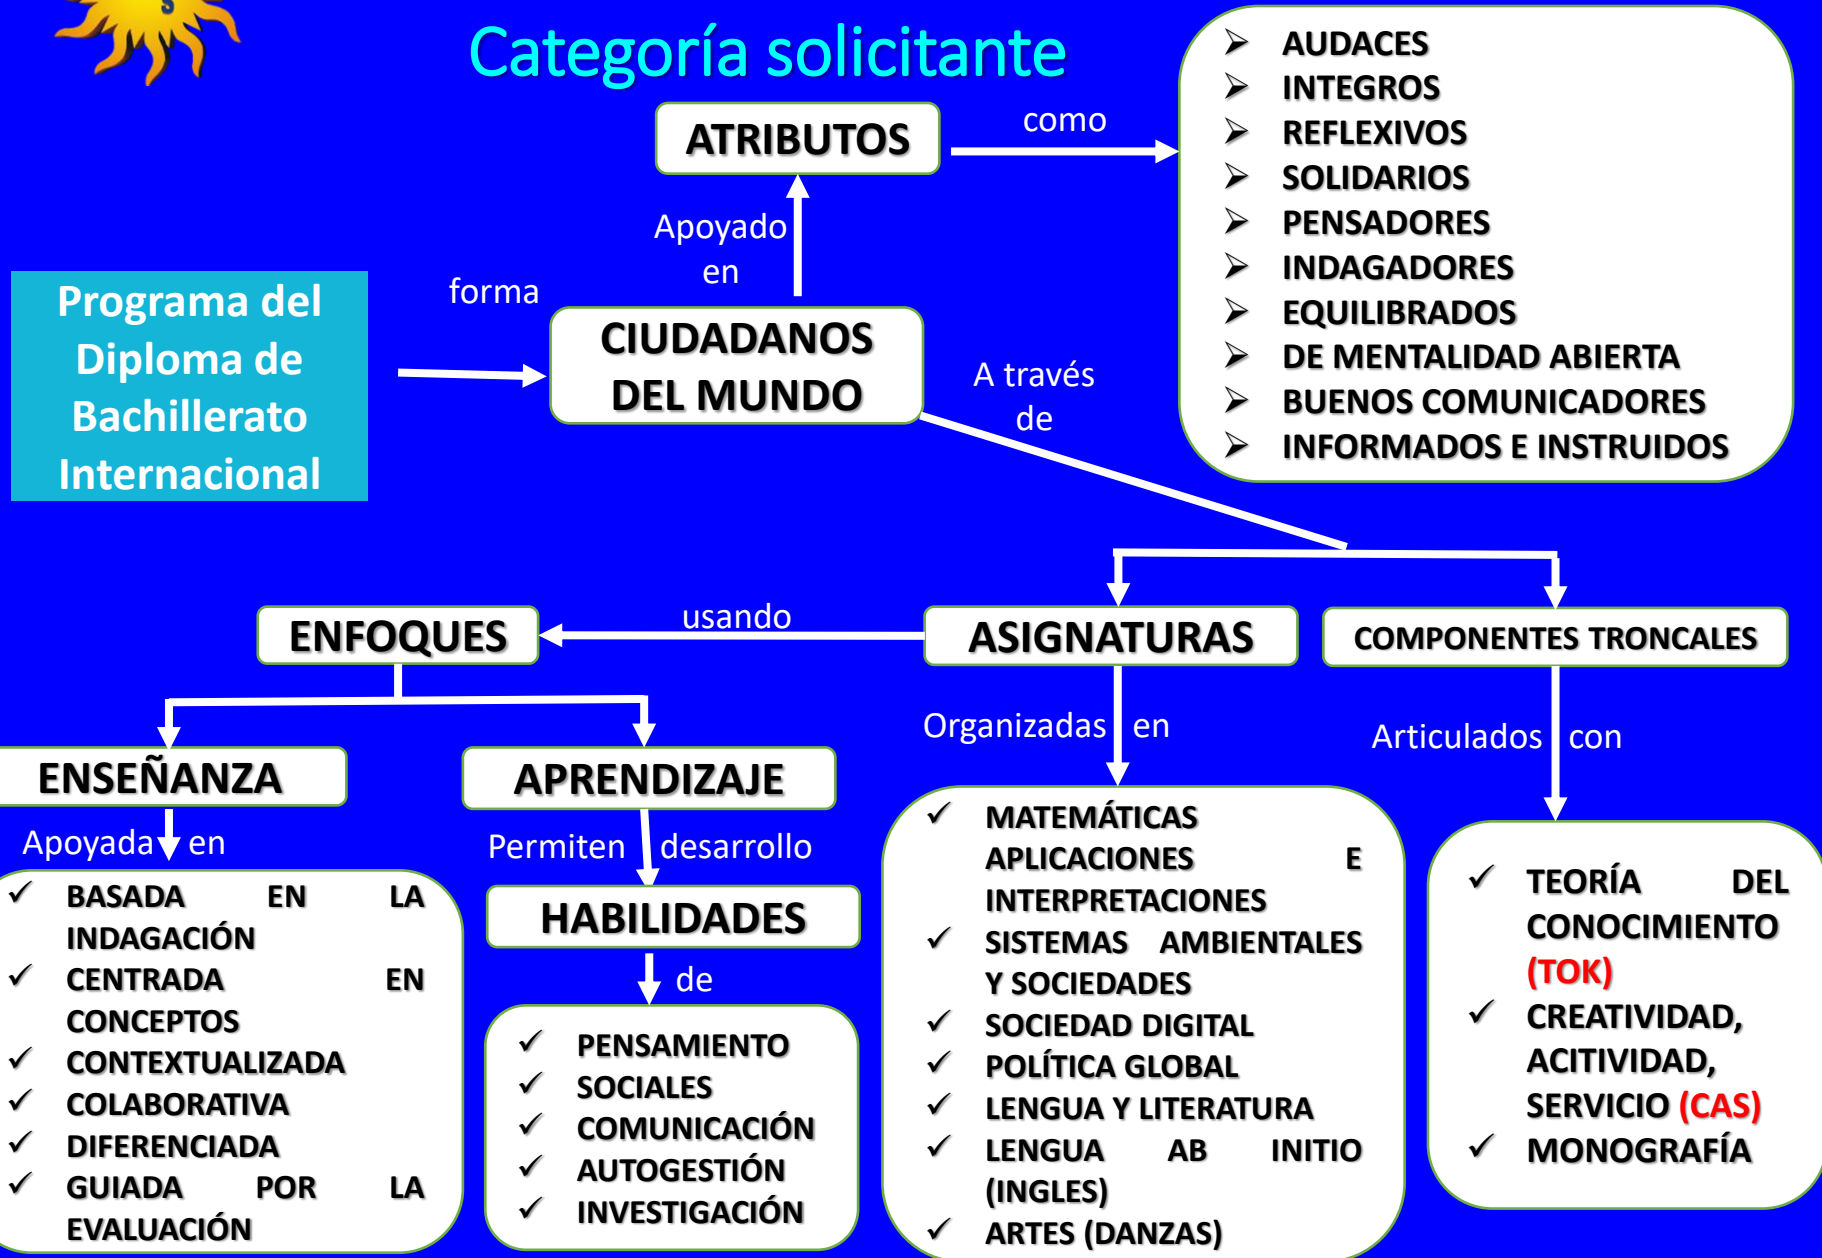 S
Categoría solicitante
ATRIBUTOS
como
AUDACES
INTEGROS
REFLEXIVOS
SOLIDARIOS
PENSADORES
INDAGADORES
EQUILIBRADOS
DE MENTALIDAD ABIERTA
BUENOS COMUNICADORES
INFORMADOS E INSTRUIDOS
Apoyado
en
Programa del
Diploma de
Bachillerato
Internacional
forma
CIUDADANOS
DEL MUNDO
A través
de
ENFOQUES
usando
ASIGNATURAS
COMPONENTES TRONCALES
ENSEÑANZA
APRENDIZAJE
Organizadas en
Articulados con
Apoyada en
BASADA EN LA
INDAGACIÓN
CENTRADA EN
CONCEPTOS
CONTEXTUALIZADA
COLABORATIVA
DIFERENCIADA
GUIADA POR LA
EVALUACIÓN
Permiten desarrollo
HABILIDADES
de
PENSAMIENTO
SOCIALES
COMUNICACIÓN
AUTOGESTIÓN
INVESTIGACIÓN
MATEMÁTICAS
APLICACIONES E
INTERPRETACIONES
SISTEMAS AMBIENTALES
Y SOCIEDADES
SOCIEDAD DIGITAL
POLÍTICA GLOBAL
LENGUA Y LITERATURA
LENGUA AB INITIO
(INGLES)
ARTES (DANZAS)
TEORÍA DEL
CONOCIMIENTO
(TOK)
CREATIVIDAD,
ACITIVIDAD,
SERVICIO (CAS)
MONOGRAFÍA